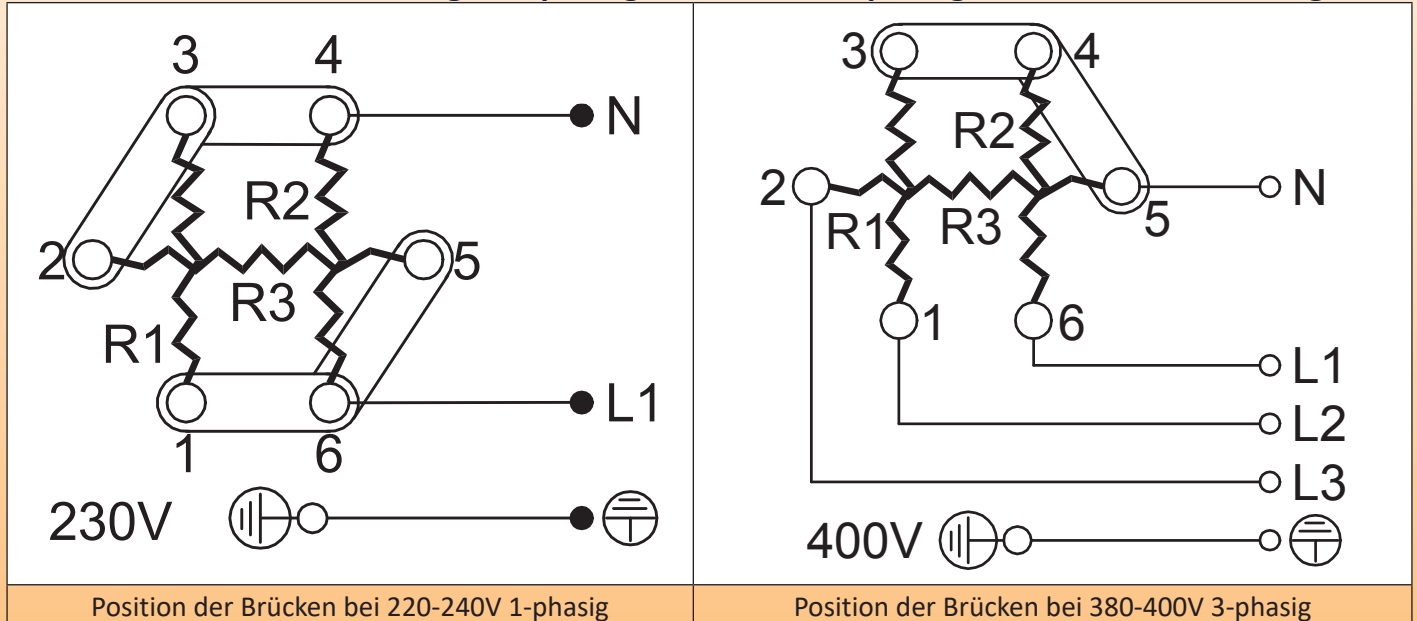 3 4
N
R2
2
5
R3
R1
L1
1 6
230V
Position der Brücken bei 220-240V 1-phasig
3 4
R2
2
N
R1 R3
5
1 6
L1
L2
L3
400V
Position der Brücken bei 380-400V 3-phasig